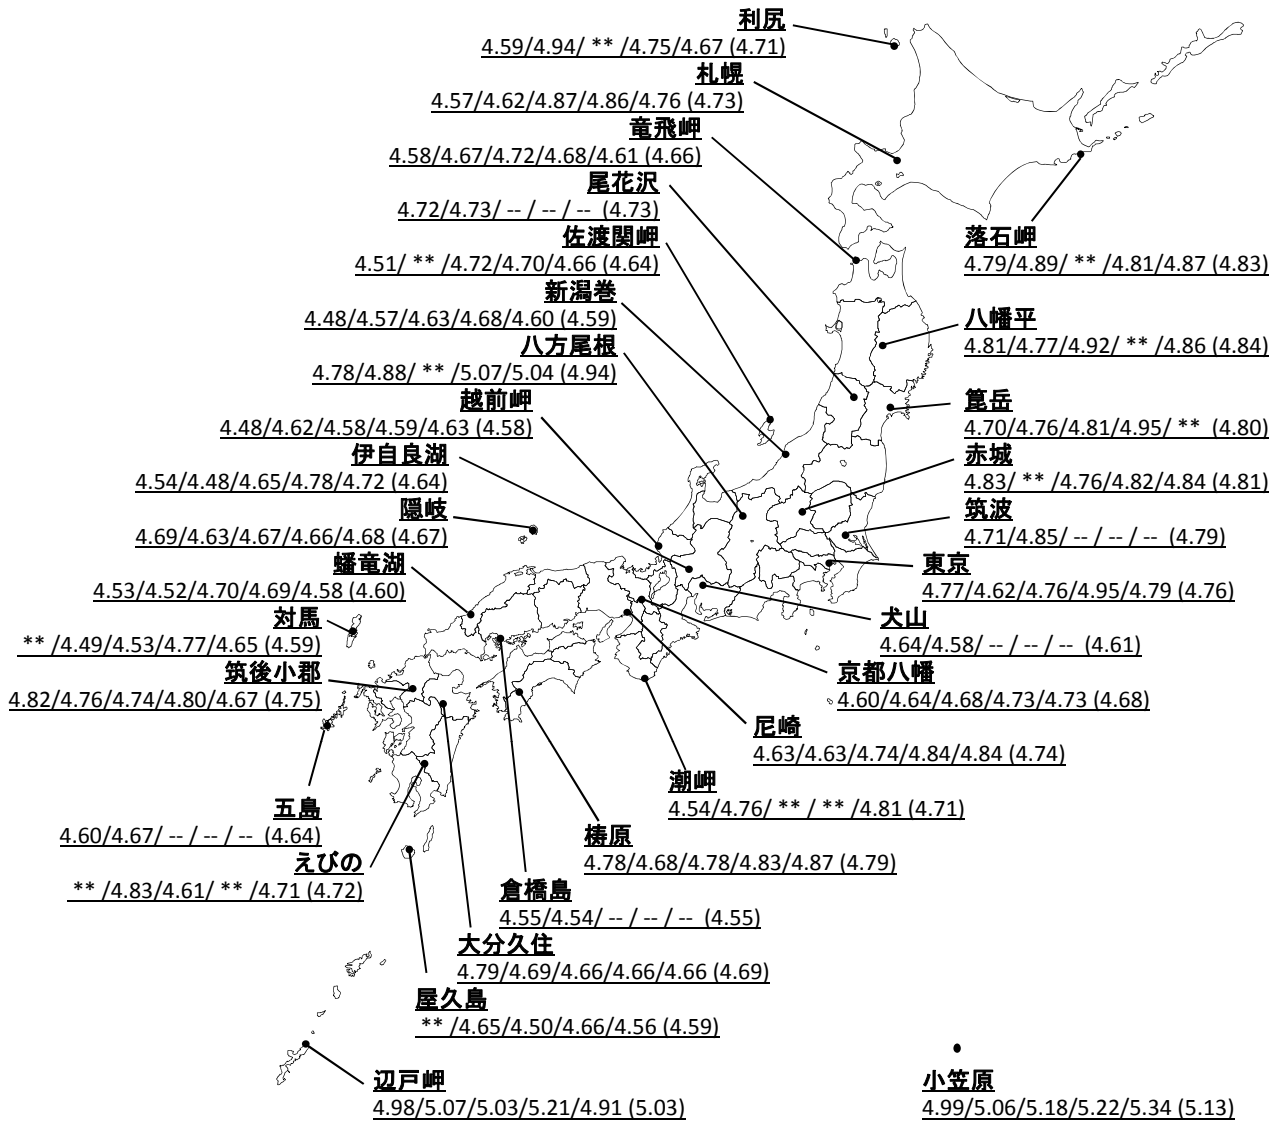 利尻
4.59/4.94/ ** /4.75/4.67 (4.71)
札幌
4.57/4.62/4.87/4.86/4.76 (4.73)
竜飛岬
4.58/4.67/4.72/4.68/4.61 (4.66)
尾花沢
4.72/4.73/ -- / -- / -- (4.73)
佐渡関岬
4.51/ ** /4.72/4.70/4.66 (4.64)
新潟巻
4.48/4.57/4.63/4.68/4.60 (4.59)
八方尾根
4.78/4.88/ ** /5.07/5.04 (4.94)
越前岬
4.48/4.62/4.58/4.59/4.63 (4.58)
伊自良湖
4.54/4.48/4.65/4.78/4.72 (4.64)
隠岐
4.69/4.63/4.67/4.66/4.68 (4.67)
蟠竜湖
4.53/4.52/4.70/4.69/4.58 (4.60)
対馬
** /4.49/4.53/4.77/4.65 (4.59)
筑後小郡
4.82/4.76/4.74/4.80/4.67 (4.75)
五島
4.60/4.67/ -- / -- / -- (4.64)
えびの
** /4.83/4.61/ ** /4.71 (4.72)
落石岬
4.79/4.89/ ** /4.81/4.87 (4.83)
八幡平
4.81/4.77/4.92/ ** /4.86 (4.84)
箟岳
4.70/4.76/4.81/4.95/ ** (4.80)
赤城
4.83/ ** /4.76/4.82/4.84 (4.81)
筑波
4.71/4.85/ -- / -- / -- (4.79)
東京
4.77/4.62/4.76/4.95/4.79 (4.76)
犬山
4.64/4.58/ -- / -- / -- (4.61)
京都八幡
4.60/4.64/4.68/4.73/4.73 (4.68)
尼崎
4.63/4.63/4.74/4.84/4.84 (4.74)
潮岬
4.54/4.76/ ** / ** /4.81 (4.71)
梼原
4.78/4.68/4.78/4.83/4.87 (4.79)
倉橋島
4.55/4.54/ -- / -- / -- (4.55)
大分久住
4.79/4.69/4.66/4.66/4.66 (4.69)
屋久島
** /4.65/4.50/4.66/4.56 (4.59)
辺戸岬
4.98/5.07/5.03/5.21/4.91 (5.03)
小笠原
4.99/5.06/5.18/5.22/5.34 (5.13)